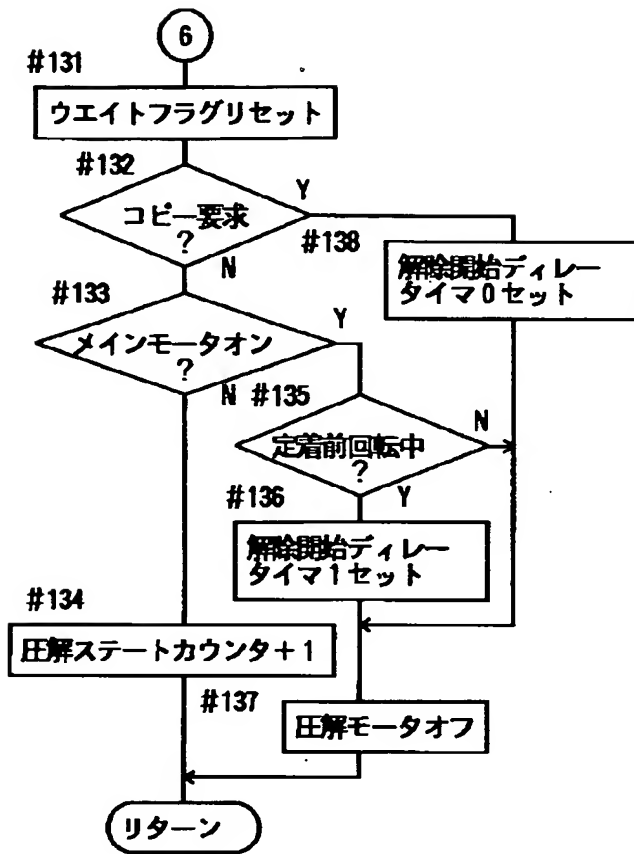 6
#131
ウエイトフラグリセット
#132
コピー要求
?
Y
N
#138
解除開始ディレー
タイマ0セット
#133
メインモータオン
?
Y
N
#135
定着前回転中
?
N
Y
#136
解除開始ディレー
タイマ1セット
#134
圧解ステートカウンタ+1
#137
圧解モータオフ
リターン